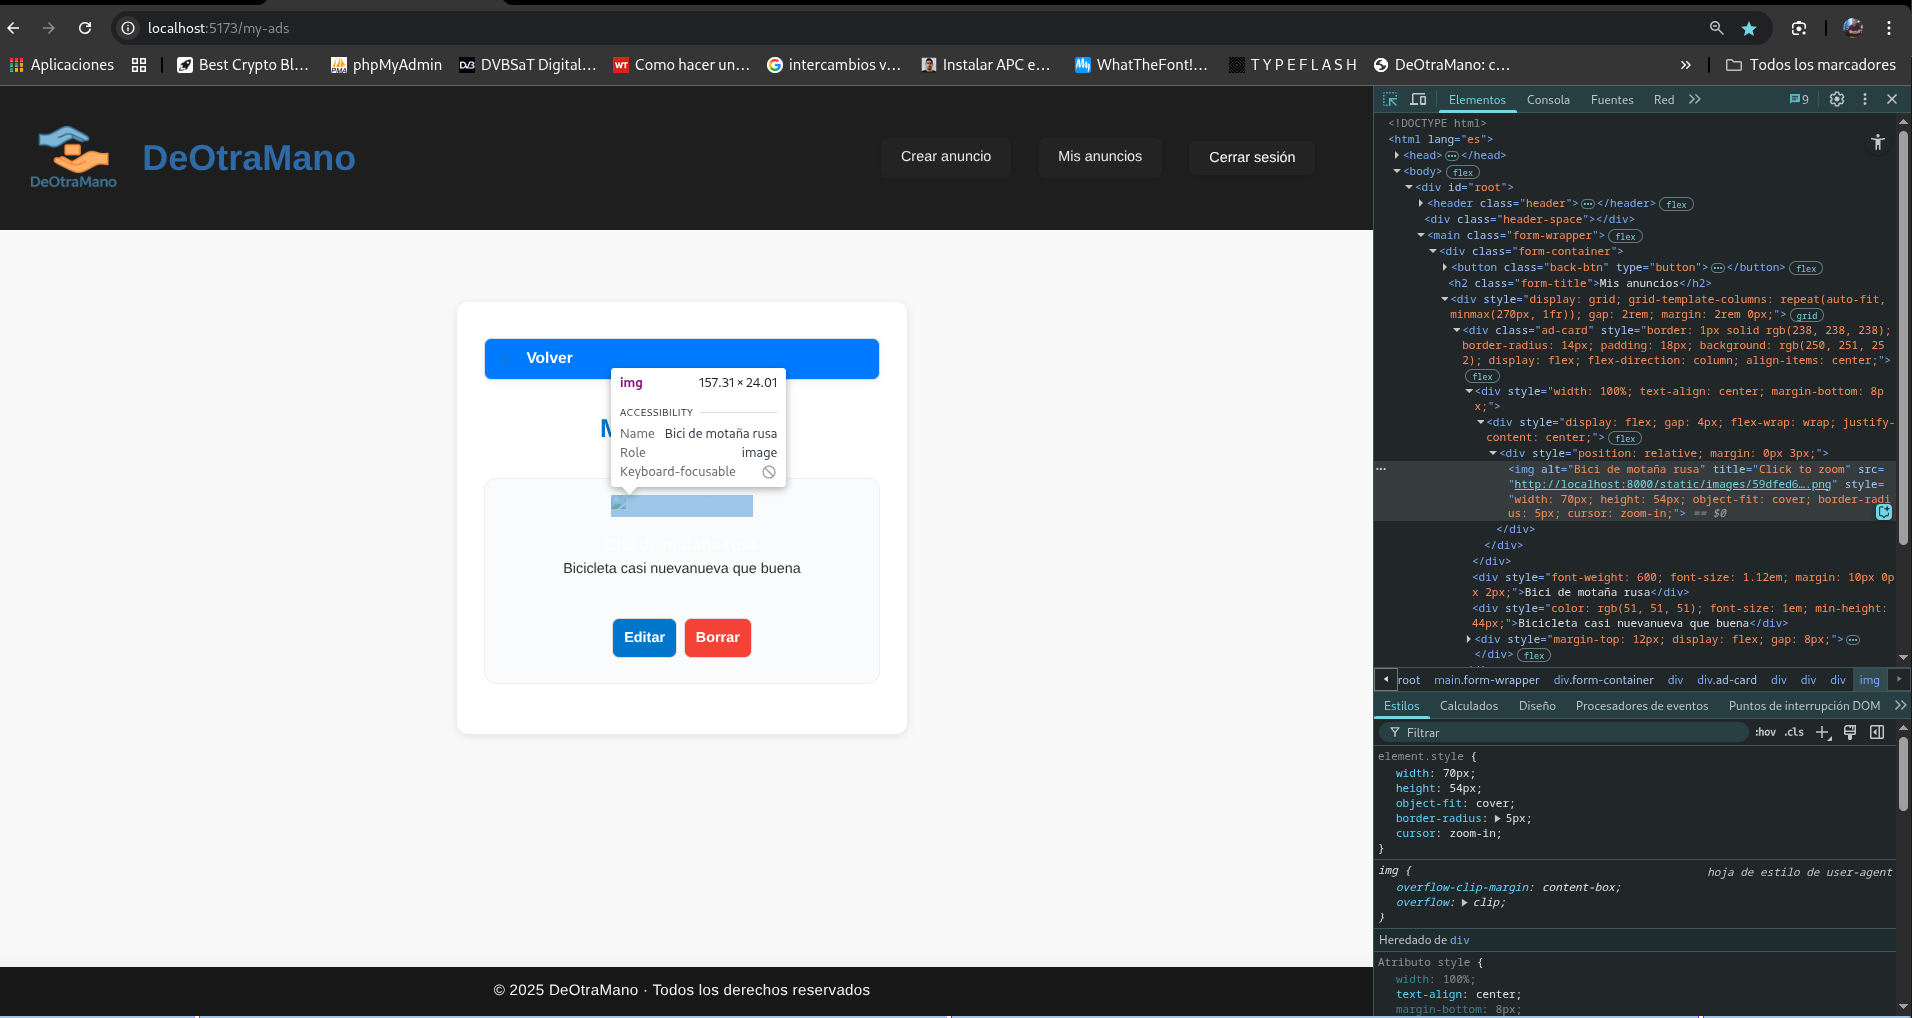 localhost:5173/my-ads
Aplicaciones
Best Crypto Bl...
phpMyAdmin
DVBSaT Digital...
Como hacer un...
intercambios v...
Instalar APC e...
WhatTheFont!...
T Y P E F L A S H
DeOtraMano: c...
»
Todos los marcadores
DeOtraMano
DeOtraMano
Crear anuncio
Mis anuncios
Cerrar sesión
Volver
img 157.31 × 24.01
ACCESSIBILITY
Name Bici de motaña rusa
Role image
Keyboard-focusable
M
Bici de motaña rusa
Bicicleta casi nuevanueva que buena
Editar
Borrar
© 2025 DeOtraMano · Todos los derechos reservados
Elementos
Consola
Fuentes
Red
9
<!DOCTYPE html>
<html lang="es">
<head> </head>
<body> flex
<div id="root">
<header class="header"> </header> flex
<div class="header-space"></div>
<main class="form-wrapper"> flex
<div class="form-container">
<button class="back-btn" type="button"> </button> flex
<h2 class="form-title">Mis anuncios</h2>
<div style="display: grid; grid-template-columns: repeat(auto-fit,
minmax(270px, 1fr)); gap: 2rem; margin: 2rem 0px;"> grid
<div class="ad-card" style="border: 1px solid rgb(238, 238, 238);
border-radius: 14px; padding: 18px; background: rgb(250, 251, 25
2); display: flex; flex-direction: column; align-items: center;">
flex
<div style="width: 100%; text-align: center; margin-bottom: 8p
x;">
<div style="display: flex; gap: 4px; flex-wrap: wrap; justify-
content: center;"> flex
<div style="position: relative; margin: 0px 3px;">
<img alt="Bici de motaña rusa" title="Click to zoom" src=
"http://localhost:8000/static/images/59dfed6….png" style=
"width: 70px; height: 54px; object-fit: cover; border-radi
us: 5px; cursor: zoom-in;"> == $0
</div>
</div>
</div>
<div style="font-weight: 600; font-size: 1.12em; margin: 10px 0p
x 2px;">Bici de motaña rusa</div>
<div style="color: rgb(51, 51, 51); font-size: 1em; min-height:
44px;">Bicicleta casi nuevanueva que buena</div>
<div style="margin-top: 12px; display: flex; gap: 8px;">
</div> flex
root main.form-wrapper div.form-container div div.ad-card div div div img
Estilos
Calculados
Diseño
Procesadores de eventos
Puntos de interrupción DOM
Filtrar
:hov .cls
element.style {
width: 70px;
height: 54px;
object-fit: cover;
border-radius: 5px;
cursor: zoom-in;
}
img { hoja de estilo de user-agent
overflow-clip-margin: content-box;
overflow: clip;
}
Heredado de div
Atributo style {
width: 100%;
text-align: center;
margin-bottom: 8px;